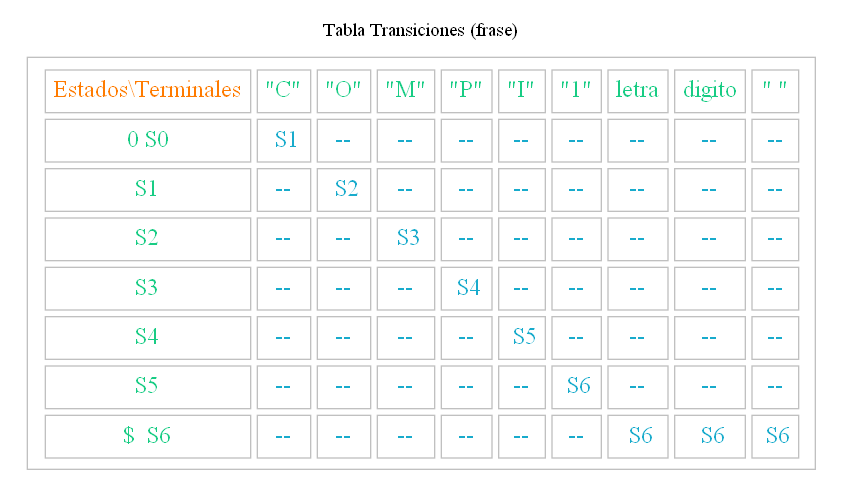 Tabla Transiciones (frase)
Estados\Terminales "C" "O" "M" "P" "I" "1" letra digito " "
0 S0 S1 -- -- -- -- -- -- -- --
S1 -- S2 -- -- -- -- -- -- --
S2 -- -- S3 -- -- -- -- -- --
S3 -- -- -- S4 -- -- -- -- --
S4 -- -- -- -- S5 -- -- -- --
S5 -- -- -- -- -- S6 -- -- --
$ S6 -- -- -- -- -- -- S6 S6 S6